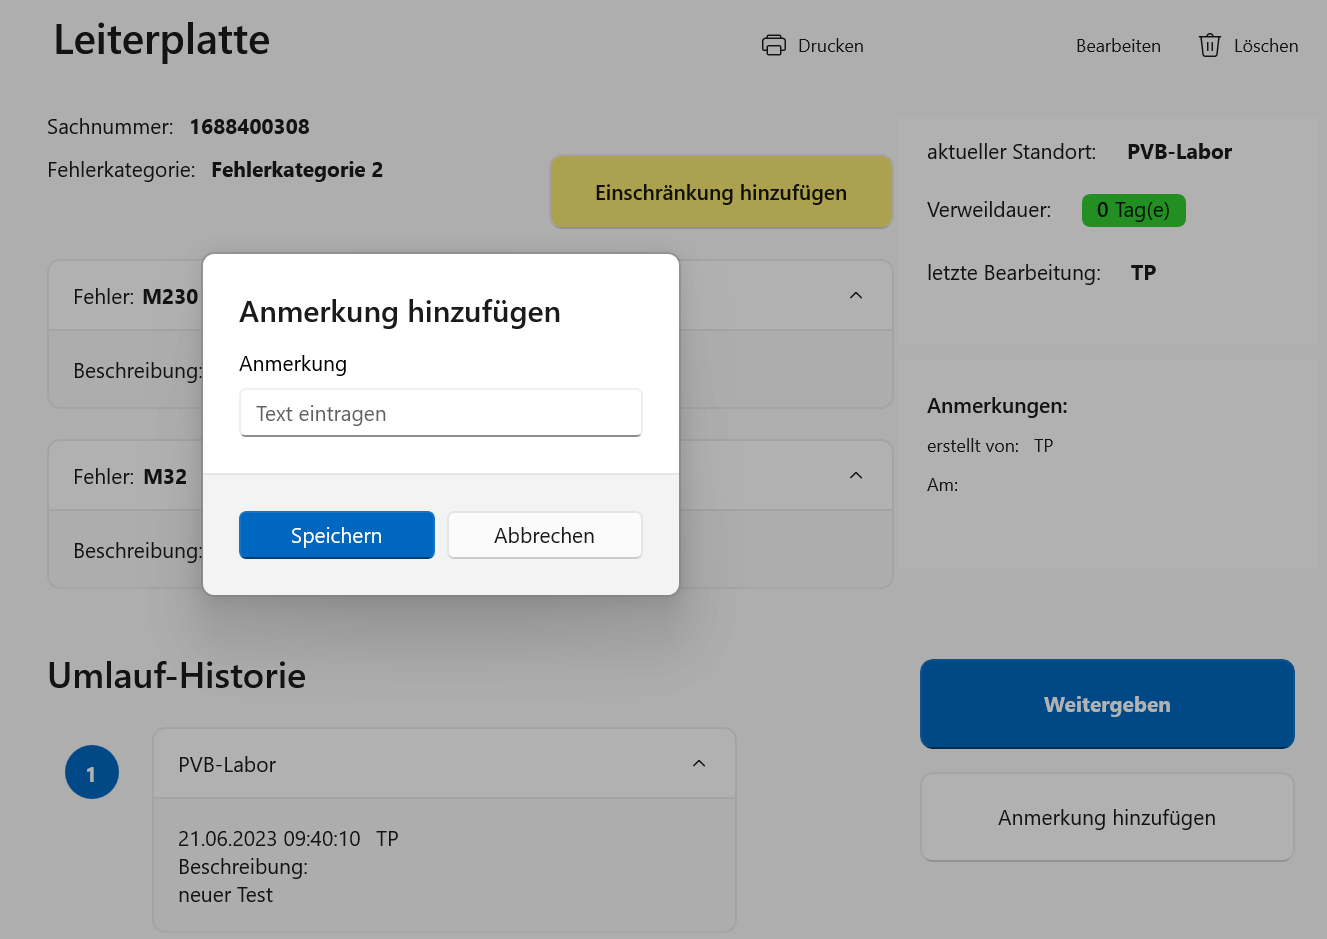 Leiterplatte
Drucken
Bearbeiten
Löschen
Sachnummer: 1688400308
Fehlerkategorie: Fehlerkategorie 2
Einschränkung hinzufügen
aktueller Standort: PVB-Labor
Verweildauer: 0 Tag(e)
letzte Bearbeitung: TP
Fehler: M230
Beschreibung:
Fehler: M32
Beschreibung:
Anmerkung hinzufügen
Anmerkung
Text eintragen
Speichern
Abbrechen
Anmerkungen:
erstellt von: TP
Am:
Umlauf-Historie
1
PVB-Labor
21.06.2023 09:40:10 TP
Beschreibung:
neuer Test
Weitergeben
Anmerkung hinzufügen